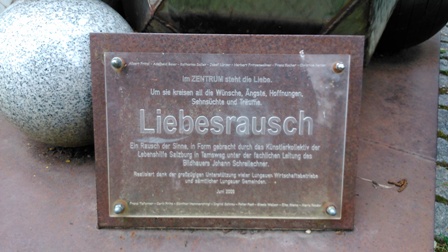 im ZENTRUM steht die Liebe.
Um sie kreisen all die Wünsche, Ängste, Hoffnungen,
Sehnsüchte und Träume.
Liebesrausch
Ein Rausch der Sinne, in Form gebracht durch das Künstlerkollektiv der
Lebenshilfe Salzburg in Tamsweg unter der fachlichen Leitung des
Bildhauers Johann Schreilechner.
Realisiert dank der großzügigen Unterstützung vieler Lungauer Wirtschaftsbetriebe
und sämtlicher Lungauer Gemeinden.
Juni 2005